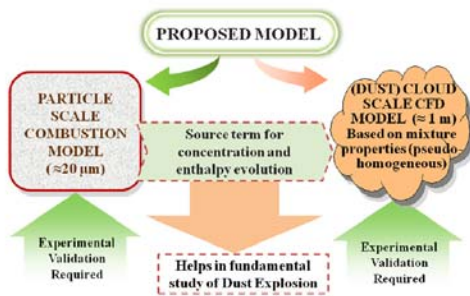 PROPOSED MODEL
PARTICLE
SCALE
COMBUSTION
MODEL
(≈20 μm)
Source term for
concentration and
enthalpy evolution
(DUST) CLOUD
SCALE CFD
MODEL (≈ 1 m)
Based on mixture
properties (pseudo-
homogeneous)
Experimental
Validation
Required
Helps in fundamental
study of Dust Explosion
Experimental
Validation
Required